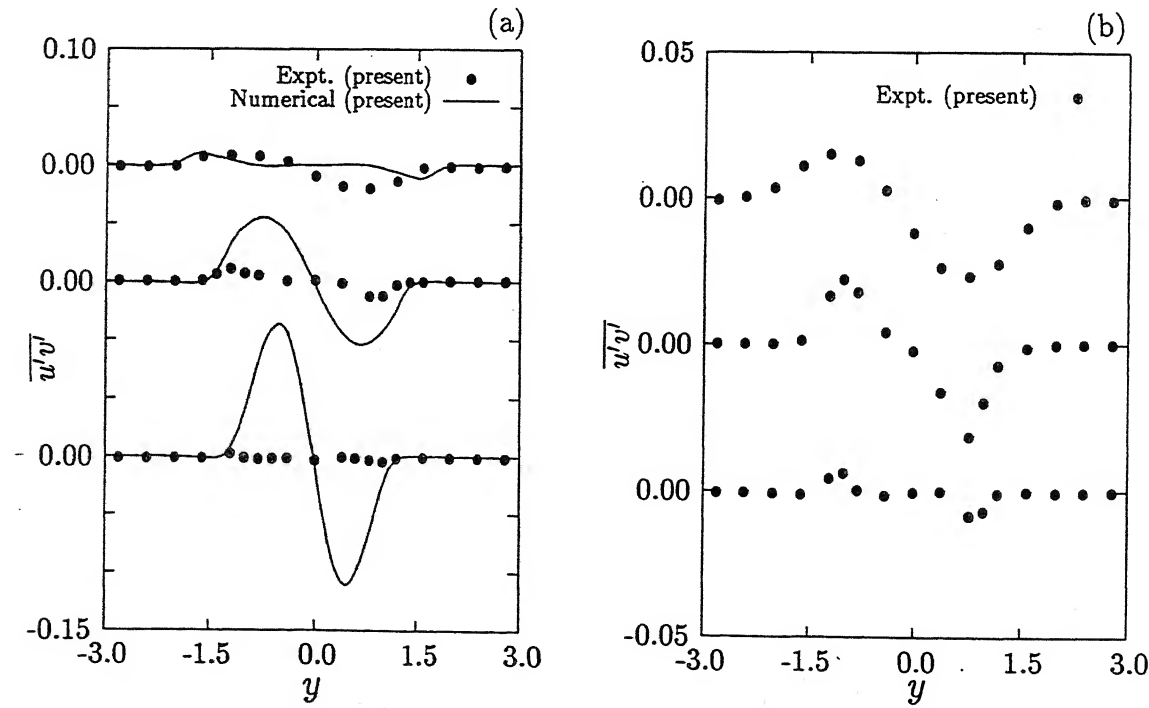 (a)
0.10
Expt. (present)
Numerical (present)
0.00
0.00
0.00
-0.15
u'v'
-3.0 -1.5 0.0 1.5 3.0
y
(b)
0.05
Expt. (present)
0.00
0.00
0.00
-0.05
u'v'
-3.0 -1.5 0.0 1.5 3.0
y